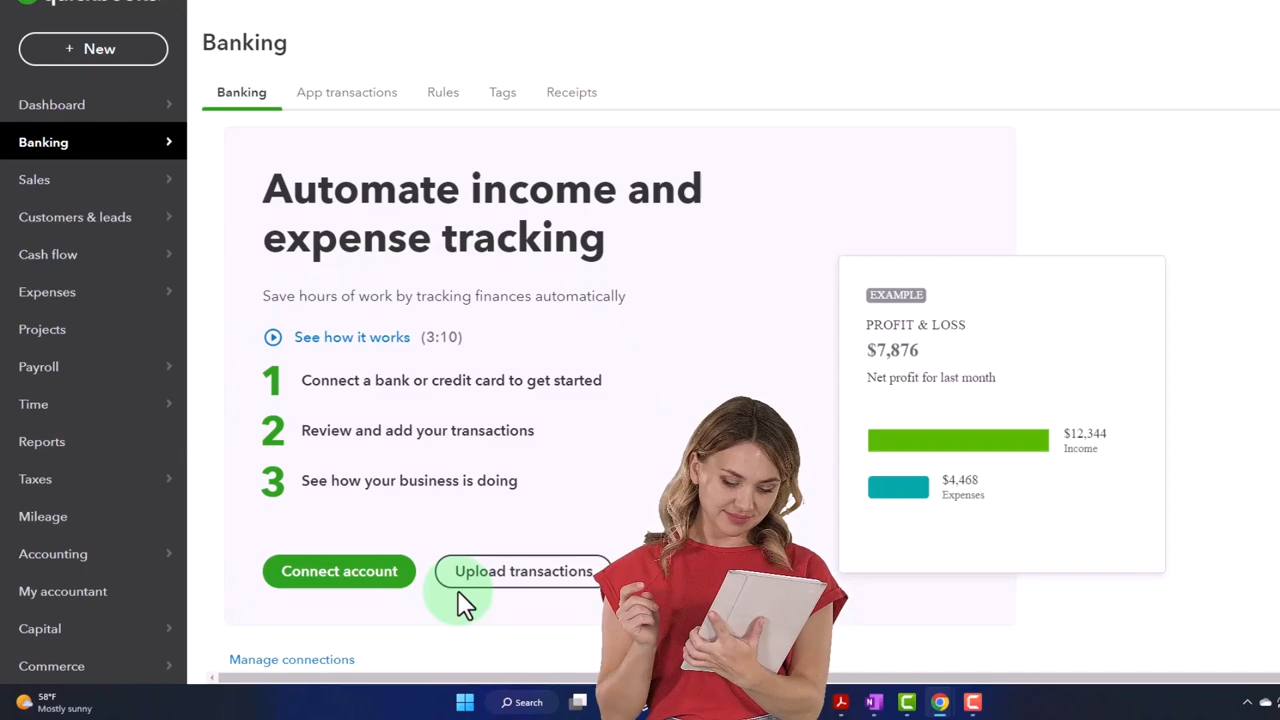 New
Banking
Banking
App transactions
Rules
Tags
Receipts
Dashboard
Banking
Sales
Customers & leads
Cash flow
Expenses
Projects
Payroll
Time
Reports
Taxes
Mileage
Accounting
My accountant
Capital
Commerce
Automate income and
expense tracking
Save hours of work by tracking finances automatically
See how it works (3:10)
1 Connect a bank or credit card to get started
2 Review and add your transactions
3 See how your business is doing
Connect account
Upload transactions
Manage connections
EXAMPLE
PROFIT & LOSS
$7,876
Net profit for last month
$12,344
Income
$4,468
Expenses
58°F
Mostly sunny
Search